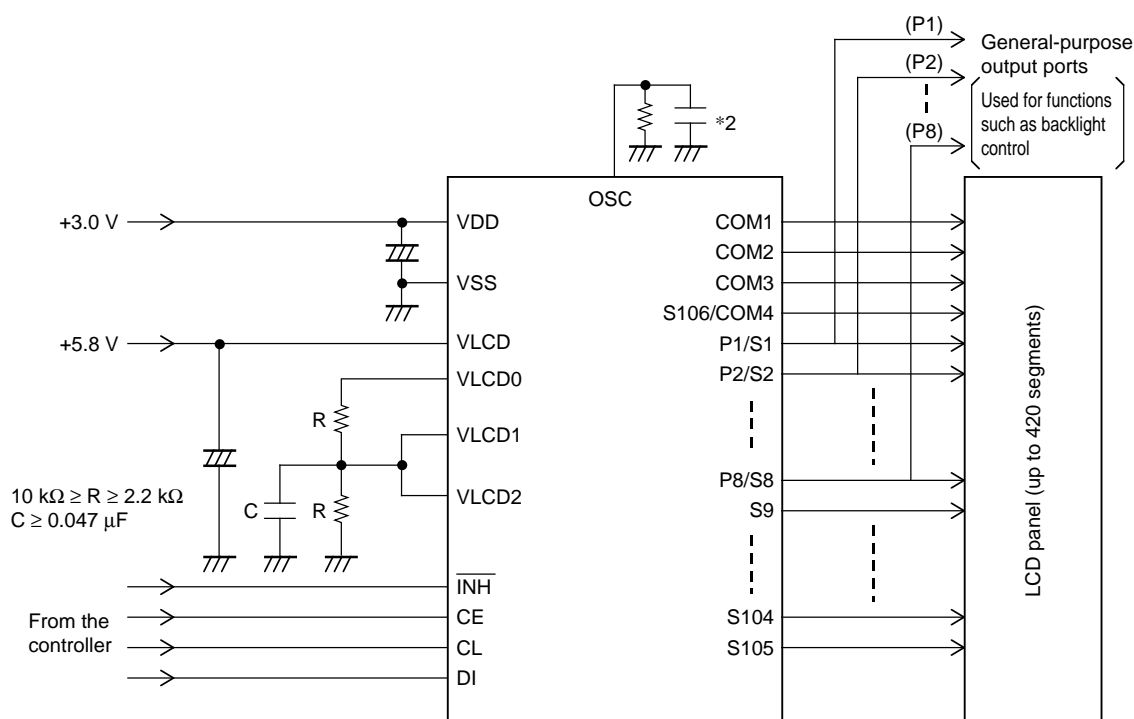 (P1)
General-purpose
output ports
(P2)
Used for functions
such as backlight
control
(P8)
*2
OSC
+3.0 V
VDD
COM1
COM2
VSS
COM3
S106/COM4
+5.8 V
VLCD
P1/S1
VLCD0
P2/S2
R
VLCD1
10 kΩ ≥ R ≥ 2.2 kΩ
C ≥ 0.047 μF
C
R
VLCD2
P8/S8
S9
LCD panel (up to 420 segments)
INH
From the
controller
CE
S104
CL
S105
DI